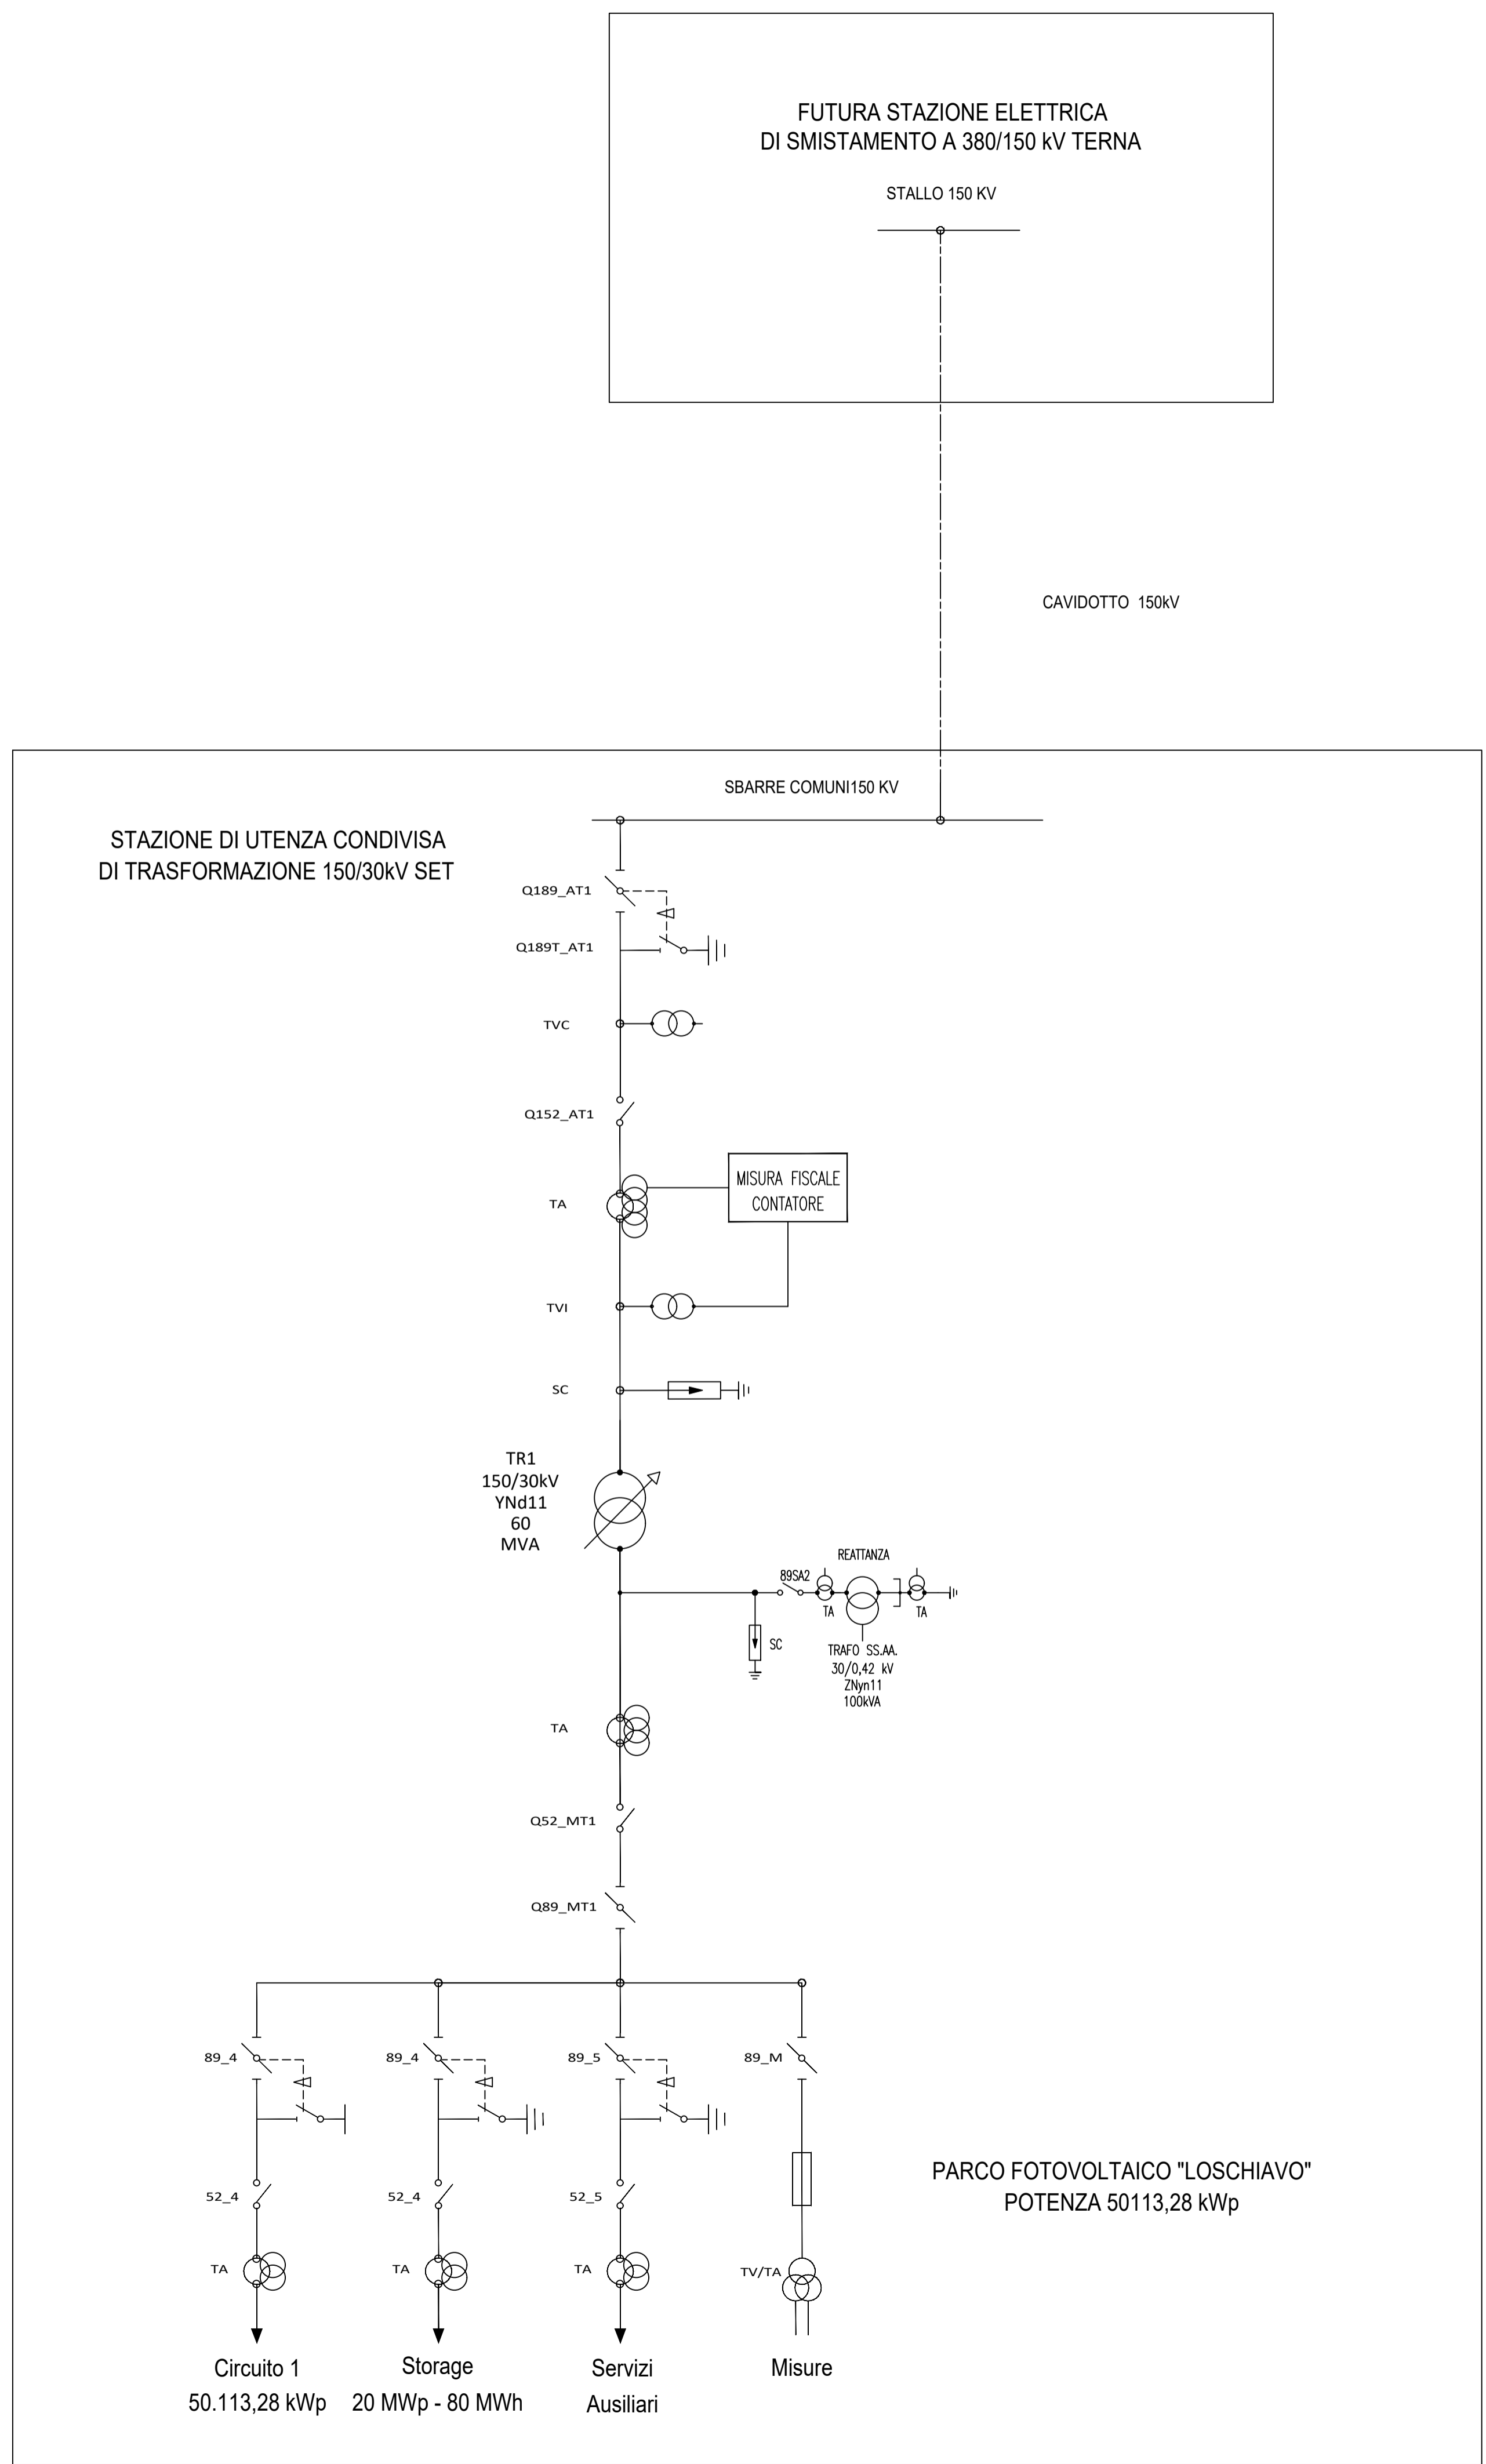 FUTURA STAZIONE ELETTRICA
DI SMISTAMENTO A 380/150 kV TERNA
STALLO 150 KV
CAVIDOTTO 150kV
SBARRE COMUNI150 KV
STAZIONE DI UTENZA CONDIVISA
DI TRASFORMAZIONE 150/30kV SET
Q189_AT1
Q189T_AT1
TVC
Q152_AT1
MISURA FISCALE
CONTATORE
TA
TVI
SC
TR1
150/30kV
YNd11
60
MVA
REATTANZA
89SA2
TA
TA
SC
TRAFO SS.AA.
30/0,42 kV
ZNyn11
100kVA
TA
Q52_MT1
Q89_MT1
89_4
89_4
89_5
89_M
PARCO FOTOVOLTAICO "LOSCHIAVO"
POTENZA 50113,28 kWp
52_4
52_4
52_5
TA
TA
TA
TV/TA
Circuito 1
50.113,28 kWp
Storage
20 MWp - 80 MWh
Servizi
Ausiliari
Misure